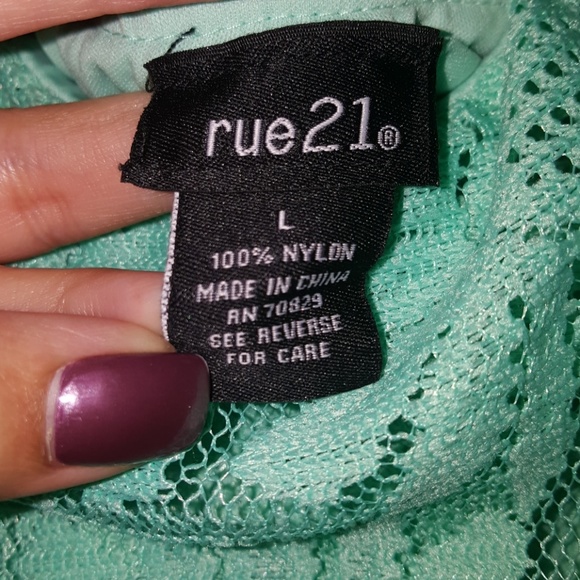 rue21®
L
100% NYLON
MADE IN CHINA
RN 70829
SEE REVERSE
FOR CARE